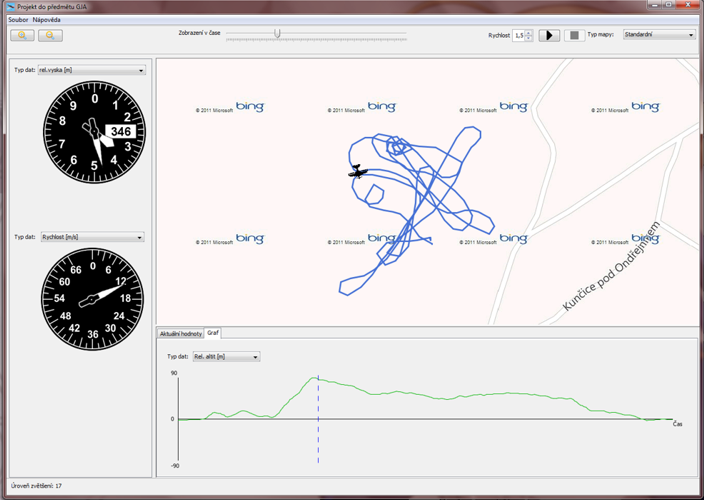 Projekt do předmětu GJA
Soubor Nápověda
Zobrazení v čase
Rychlost 1,5
Typ mapy: Standardní
Typ dat: rel.vyska [m]
0
1
2
3
4
5
6
7
8
9
346
Typ dat: Rychlost [m/s]
0
6
12
18
24
30
36
42
48
54
60
66
© 2011 Microsoft bing
© 2011 Microsoft bing
© 2011 Microsoft bing
© 2011 Microsoft bing
© 2011 Microsoft bing
© 2011 Microsoft bing
© 2011 Microsoft bing
© 2011 Microsoft bing
Kunčice pod Ondřejníkem
Aktuální hodnoty Graf
Typ dat: Rel. altit [m]
90
0
-90
Čas
Úroveň zvětšení: 17